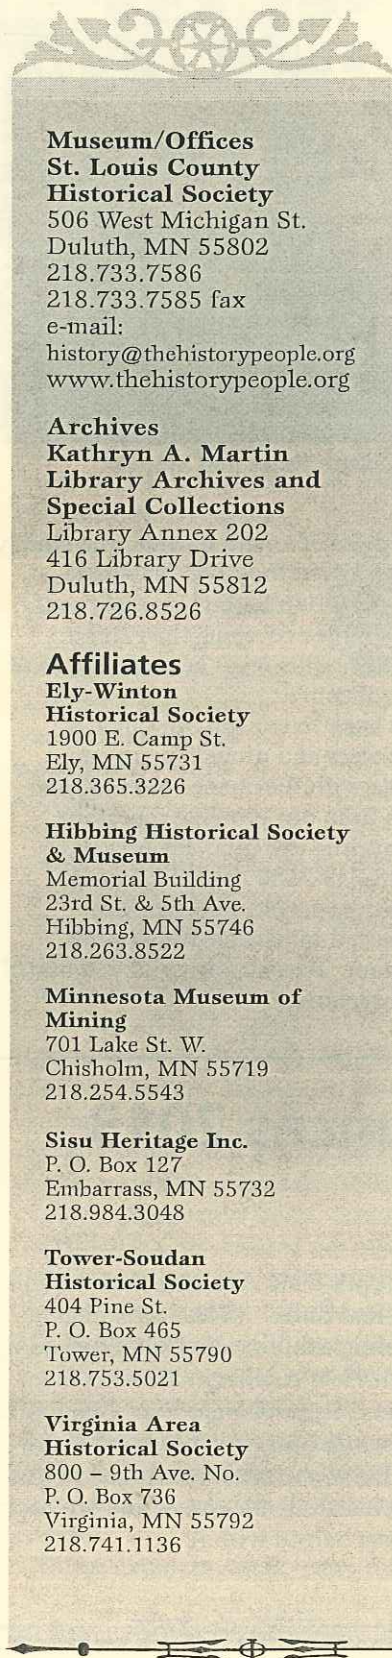 Museum/Offices
St. Louis County
Historical Society
506 West Michigan St.
Duluth, MN 55802
218.733.7586
218.733.7585 fax
e-mail:
history@thehistorypeople.org
www.thehistorypeople.org
Archives
Kathryn A. Martin
Library Archives and
Special Collections
Library Annex 202
416 Library Drive
Duluth, MN 55812
218.726.8526
Affiliates
Ely-Winton
Historical Society
1900 E. Camp St.
Ely, MN 55731
218.365.3226
Hibbing Historical Society
& Museum
Memorial Building
23rd St. & 5th Ave.
Hibbing, MN 55746
218.263.8522
Minnesota Museum of
Mining
701 Lake St. W.
Chisholm, MN 55719
218.254.5543
Sisu Heritage Inc.
P. O. Box 127
Embarrass, MN 55732
218.984.3048
Tower-Soudan
Historical Society
404 Pine St.
P. O. Box 465
Tower, MN 55790
218.753.5021
Virginia Area
Historical Society
800 – 9th Ave. No.
P. O. Box 736
Virginia, MN 55792
218.741.1136